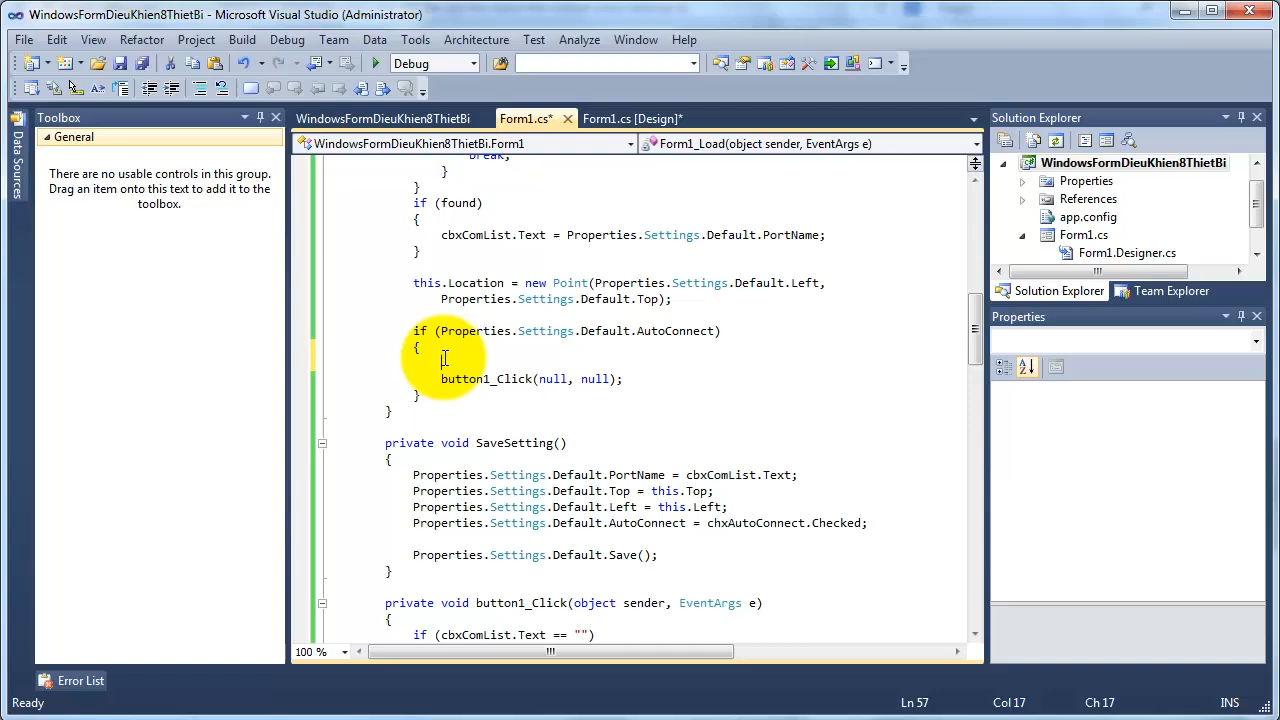 WindowsFormDieuKhien8ThietBi - Microsoft Visual Studio (Administrator)
File Edit View Refactor Project Build Debug Team Data Tools Architecture Test Analyze Window Help
Debug
Toolbox
General
There are no usable controls in this group.
Drag an item onto this text to add it to the
toolbox.
Data Sources
WindowsFormDieuKhien8ThietBi Form1.cs* Form1.cs [Design]*
WindowsFormDieuKhien8ThietBi.Form1 Form1_Load(object sender, EventArgs e)
break;
}
}
if (found)
{
cbxComList.Text = Properties.Settings.Default.PortName;
}
this.Location = new Point(Properties.Settings.Default.Left,
Properties.Settings.Default.Top);
if (Properties.Settings.Default.AutoConnect)
{
button1_Click(null, null);
}
}
private void SaveSetting()
{
Properties.Settings.Default.PortName = cbxComList.Text;
Properties.Settings.Default.Top = this.Top;
Properties.Settings.Default.Left = this.Left;
Properties.Settings.Default.AutoConnect = chxAutoConnect.Checked;
Properties.Settings.Default.Save();
}
private void button1_Click(object sender, EventArgs e)
{
if (cbxComList.Text == "")
100 %
Solution Explorer
WindowsFormDieuKhien8ThietBi
Properties
References
app.config
Form1.cs
Form1.Designer.cs
Solution Explorer Team Explorer
Properties
Error List
Ready Ln 57 Col 17 Ch 17 INS